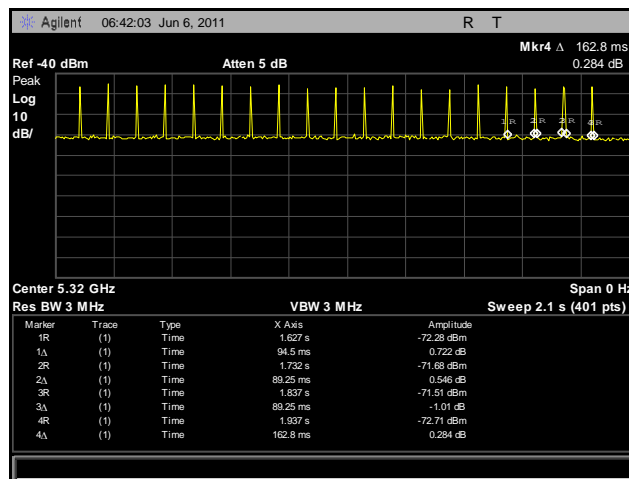 Agilent 06:42:03 Jun 6, 2011 R T
Mkr4 Δ 162.8 ms
Ref -40 dBm Atten 5 dB 0.284 dB
Peak
Log
10
dB/
1R 2R 3R 4R
Center 5.32 GHz Span 0 Hz
Res BW 3 MHz VBW 3 MHz Sweep 2.1 s (401 pts)
Marker Trace Type X Axis Amplitude
1R (1) Time 1.627 s -72.28 dBm
1Δ (1) Time 94.5 ms 0.722 dB
2R (1) Time 1.732 s -71.68 dBm
2Δ (1) Time 89.25 ms 0.546 dB
3R (1) Time 1.837 s -71.51 dBm
3Δ (1) Time 89.25 ms -1.01 dB
4R (1) Time 1.937 s -72.71 dBm
4Δ (1) Time 162.8 ms 0.284 dB